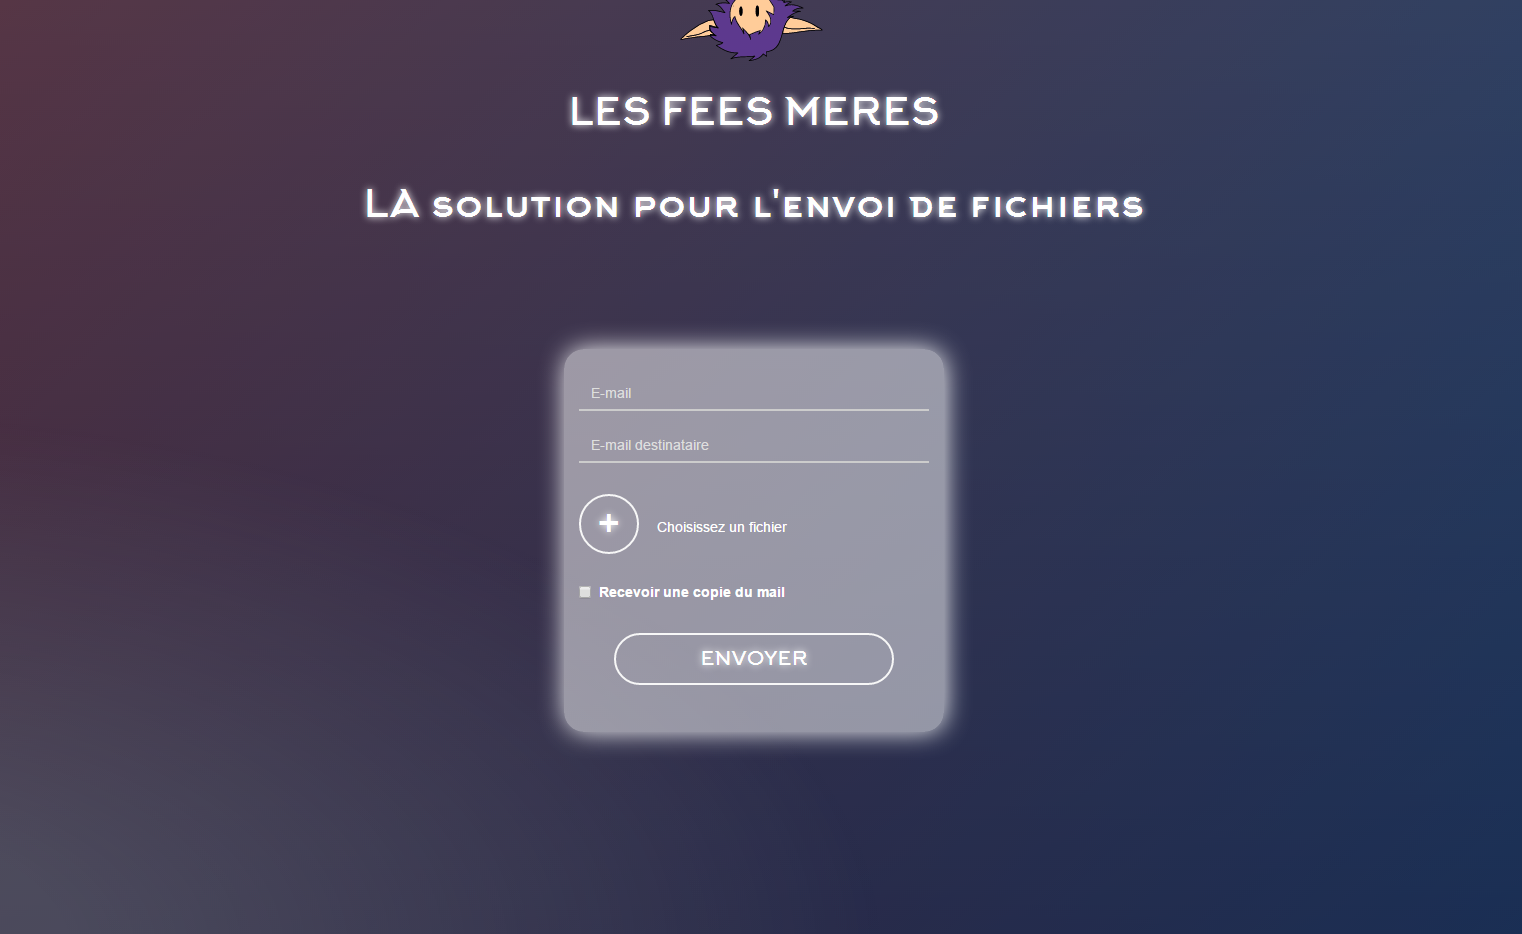 LES FEES MERES
LA solution pour l'envoi de fichiers
E-mail
E-mail destinataire
+
Choisissez un fichier
Recevoir une copie du mail
ENVOYER